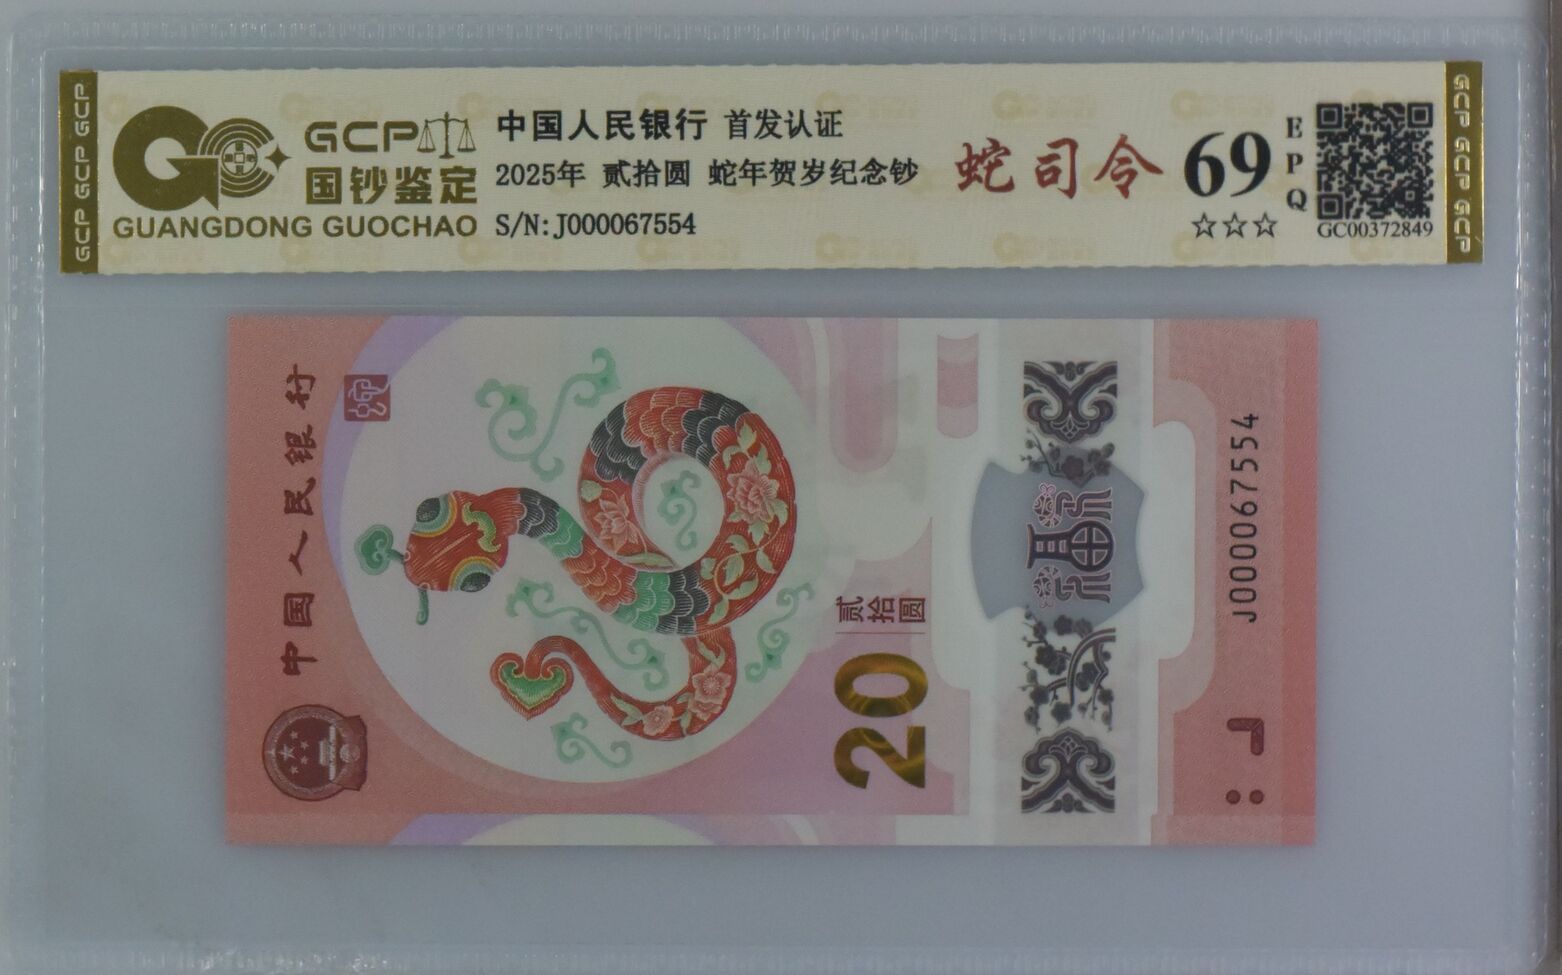 GCP GCP GCP
GCP
国钞鉴定
GUANGDONG GUOCHAO
中国人民银行 首发认证
2025年 贰拾圆 蛇年贺岁纪念钞
S/N:J000067554
蛇司令
69
EPQ
☆☆☆
GC00372849
GCP GCP GCP
中国人民银行
贰拾圆
20
福
J00067554